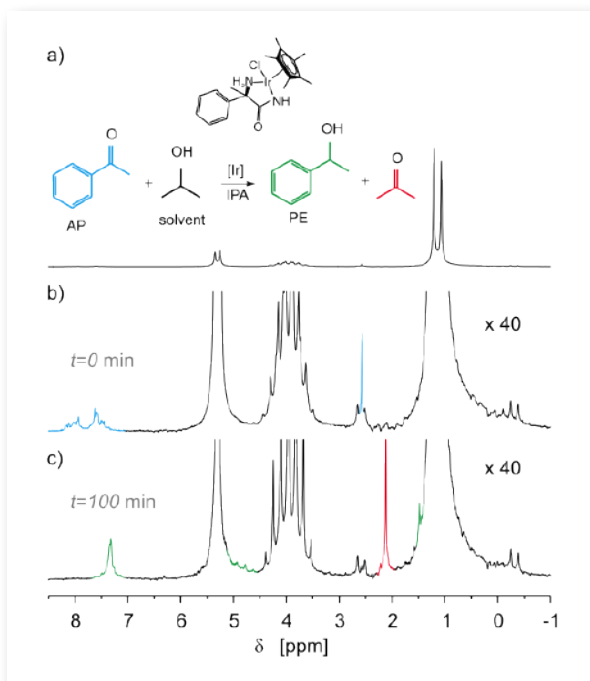 a)
Cl
H₂N
Ir
NH
O
O
OH
OH
O
+
[Ir]
+
AP
solvent
IPA
PE
b)
x 40
t=0 min
c)
x 40
t=100 min
8 7 6 5 4 3 2 1 0 -1
δ [ppm]